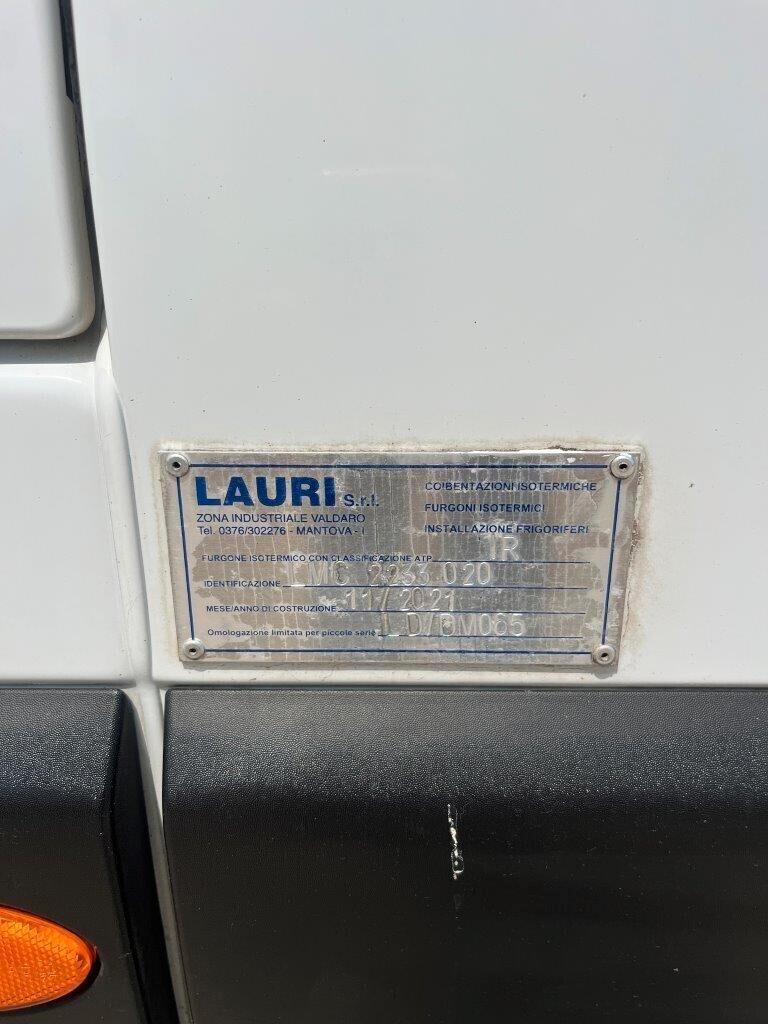 LAURI S.r.l.
ZONA INDUSTRIALE VALDARO
Tel. 0376/302276 - MANTOVA - I
COIBENTAZIONI ISOTERMICHE
FURGONI ISOTERMICI
INSTALLAZIONE FRIGORIFERI
FURGONE ISOTERMICO CON CLASSIFICAZIONE ATP IR
IDENTIFICAZIONE
MESE/ANNO DI COSTRUZIONE 11/2021
Omologazione limitata per piccole serie